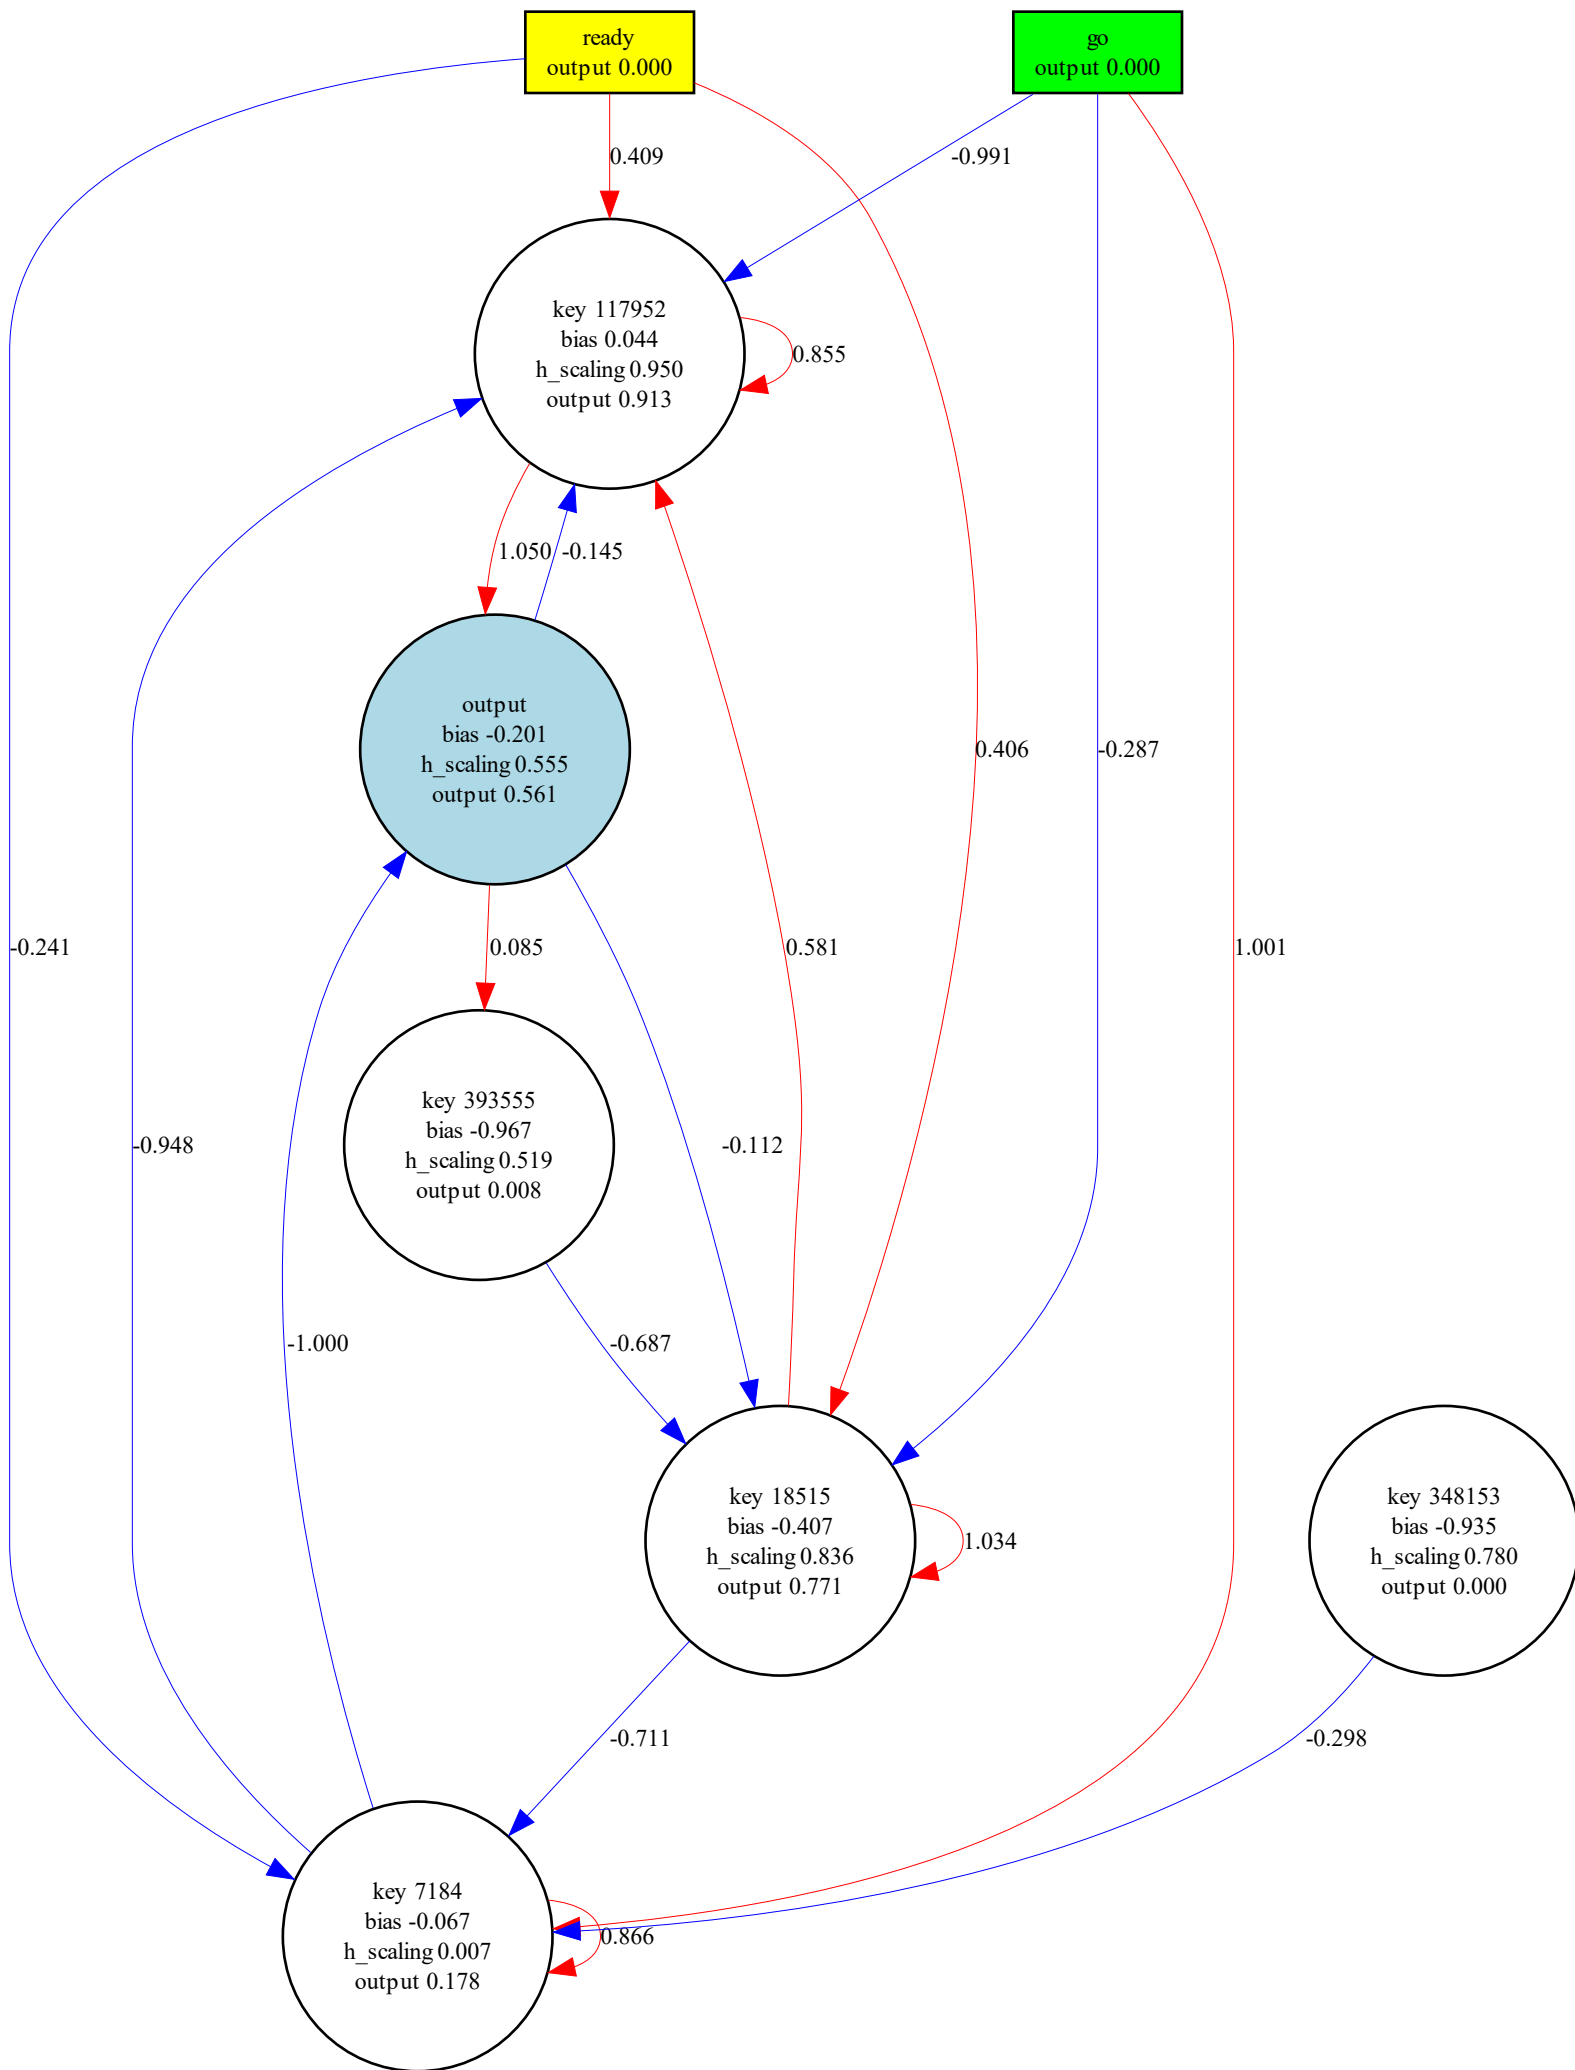 ready
output 0.000
go
output 0.000
0.409
-0.991
key 117952
bias 0.044
h_scaling 0.950
output 0.913
0.855
1.050
-0.145
output
bias -0.201
h_scaling 0.555
output 0.561
0.406
-0.287
-0.241
0.085
0.581
1.001
key 393555
bias -0.967
h_scaling 0.519
output 0.008
-0.948
-0.112
-1.000
-0.687
key 18515
bias -0.407
h_scaling 0.836
output 0.771
1.034
key 348153
bias -0.935
h_scaling 0.780
output 0.000
-0.711
-0.298
key 7184
bias -0.067
h_scaling 0.007
output 0.178
0.866